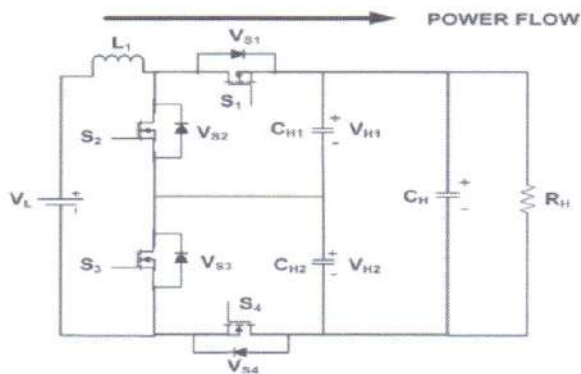 POWER FLOW
L1
VS1
S1
S2
VS2
CH1
VH1
VL
CH
RH
S3
VS3
CH2
VH2
S4
VS4